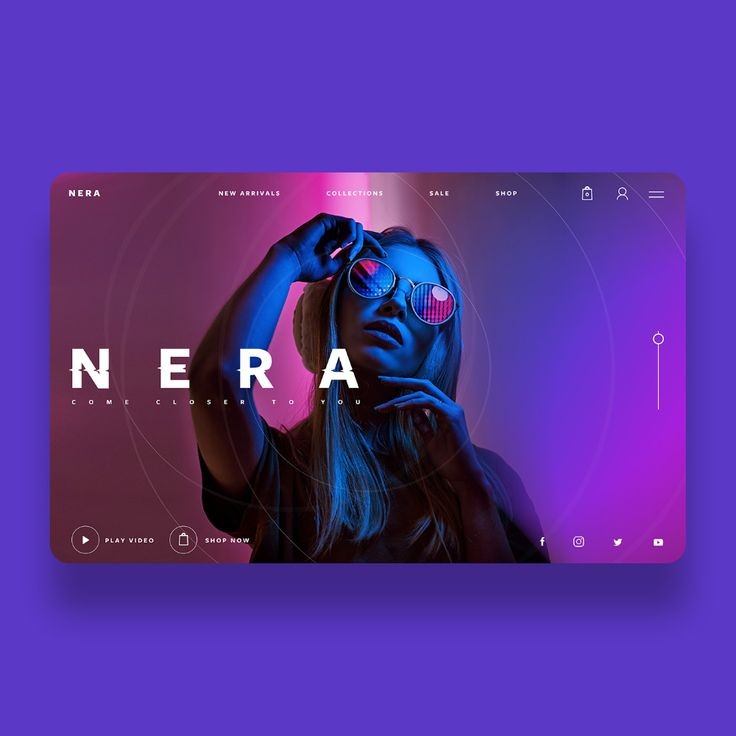 NERA
NEW ARRIVALS
COLLECTIONS
SALE
SHOP
0
NERA
COME CLOSER TO YOU
PLAY VIDEO
SHOP NOW